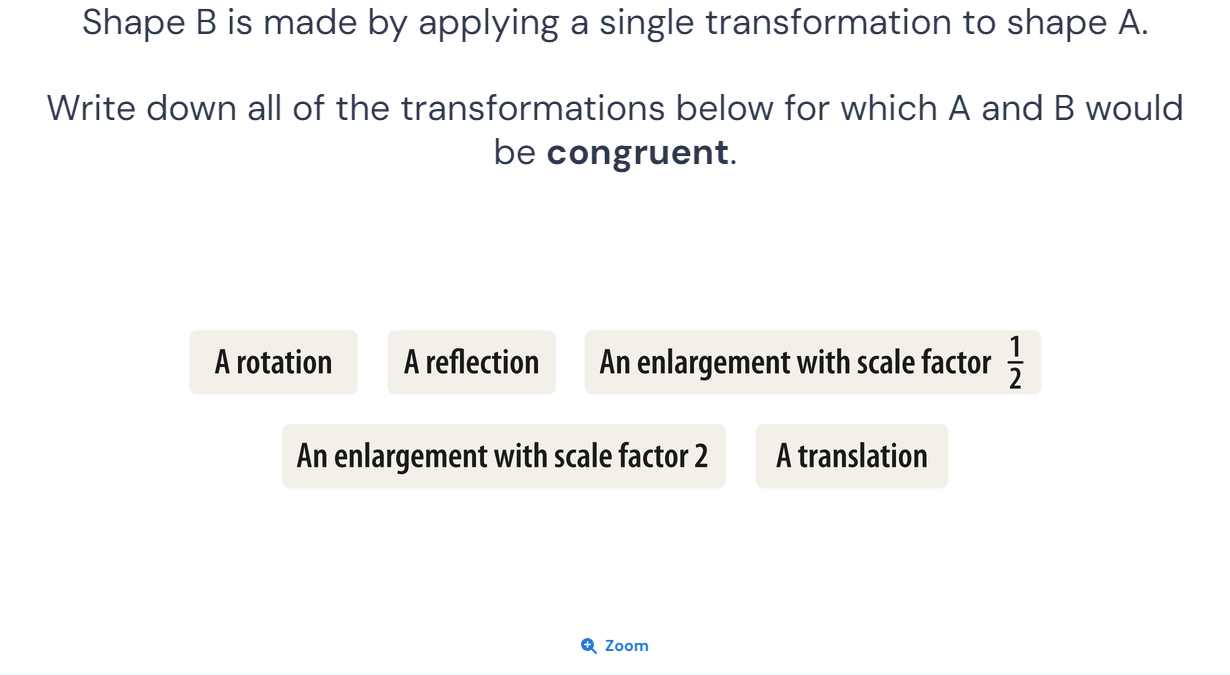 Shape B is made by applying a single transformation to shape A.
Write down all of the transformations below for which A and B would
be congruent.
A rotation
A reflection
An enlargement with scale factor 1/2
An enlargement with scale factor 2
A translation
Zoom